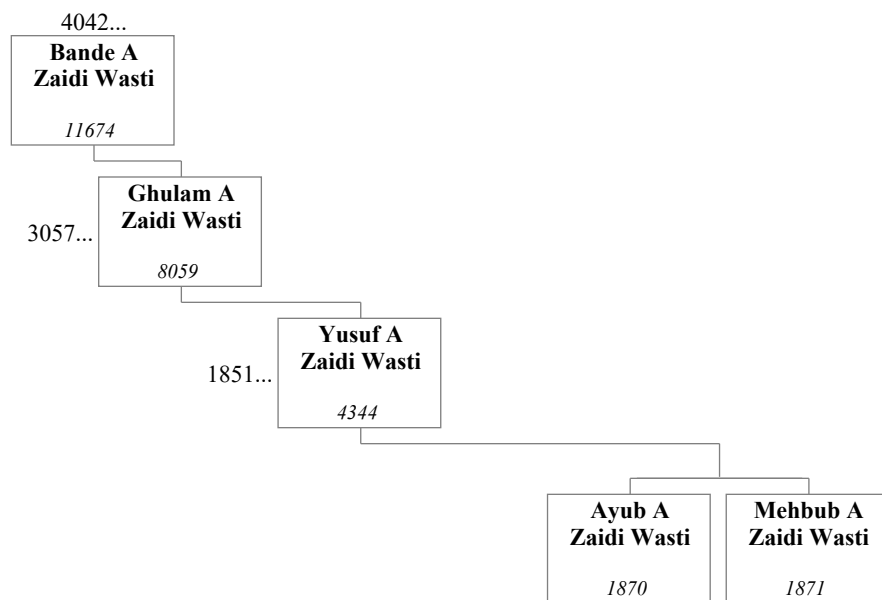 4042...
Bande A
Zaidi Wasti
11674
Ghulam A
Zaidi Wasti
3057...
8059
Yusuf A
Zaidi Wasti
1851...
4344
Ayub A
Zaidi Wasti
1870
Mehbub A
Zaidi Wasti
1871